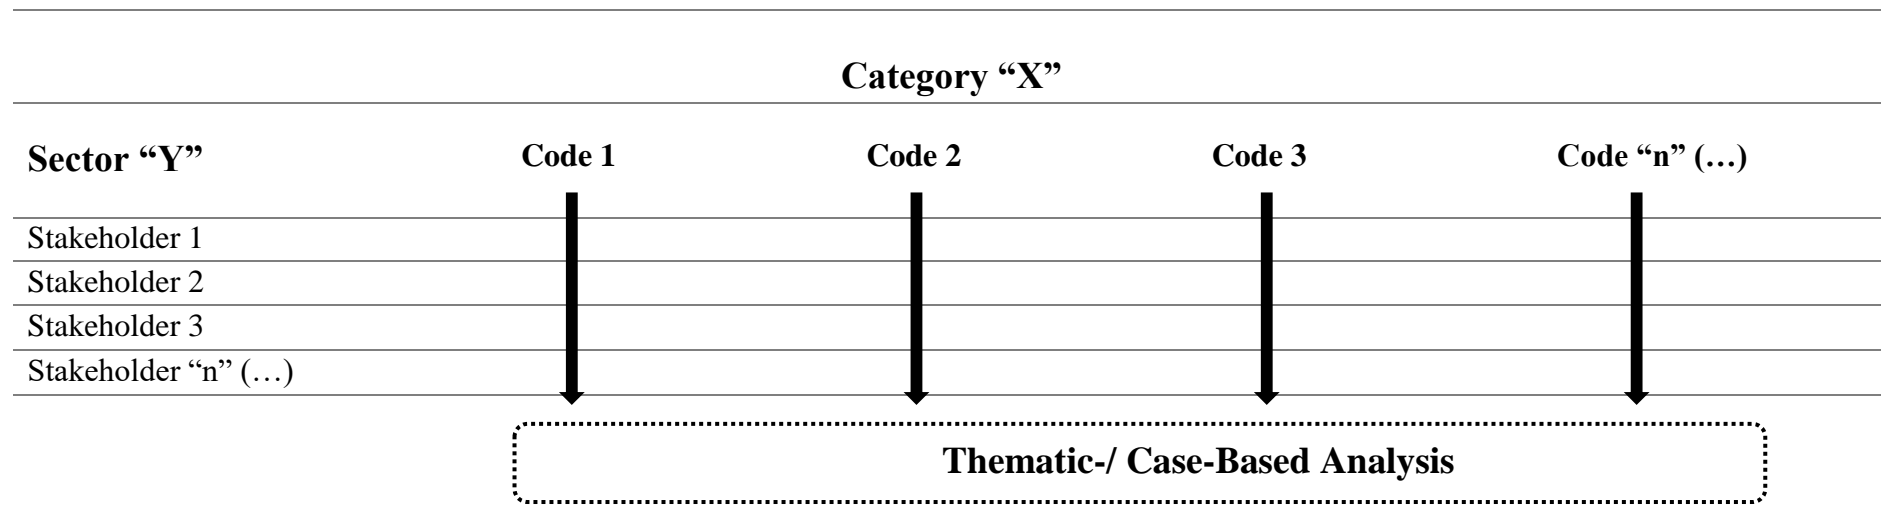 Category “X”
Sector “Y” Code 1 Code 2 Code 3 Code “n” (…)
Stakeholder 1
Stakeholder 2
Stakeholder 3
Stakeholder “n” (…)
Thematic-/ Case-Based Analysis